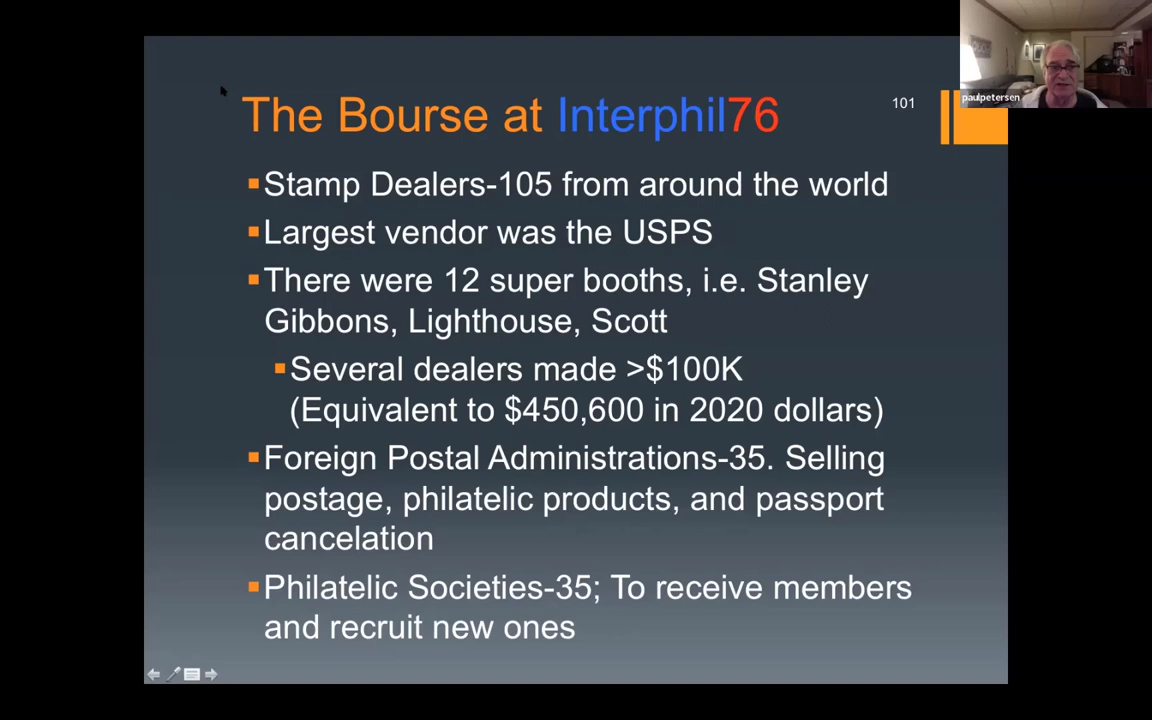 The Bourse at Interphil76
101
paulpetersen
Stamp Dealers-105 from around the world
Largest vendor was the USPS
There were 12 super booths, i.e. Stanley
Gibbons, Lighthouse, Scott
Several dealers made >$100K
(Equivalent to $450,600 in 2020 dollars)
Foreign Postal Administrations-35. Selling
postage, philatelic products, and passport
cancelation
Philatelic Societies-35; To receive members
and recruit new ones